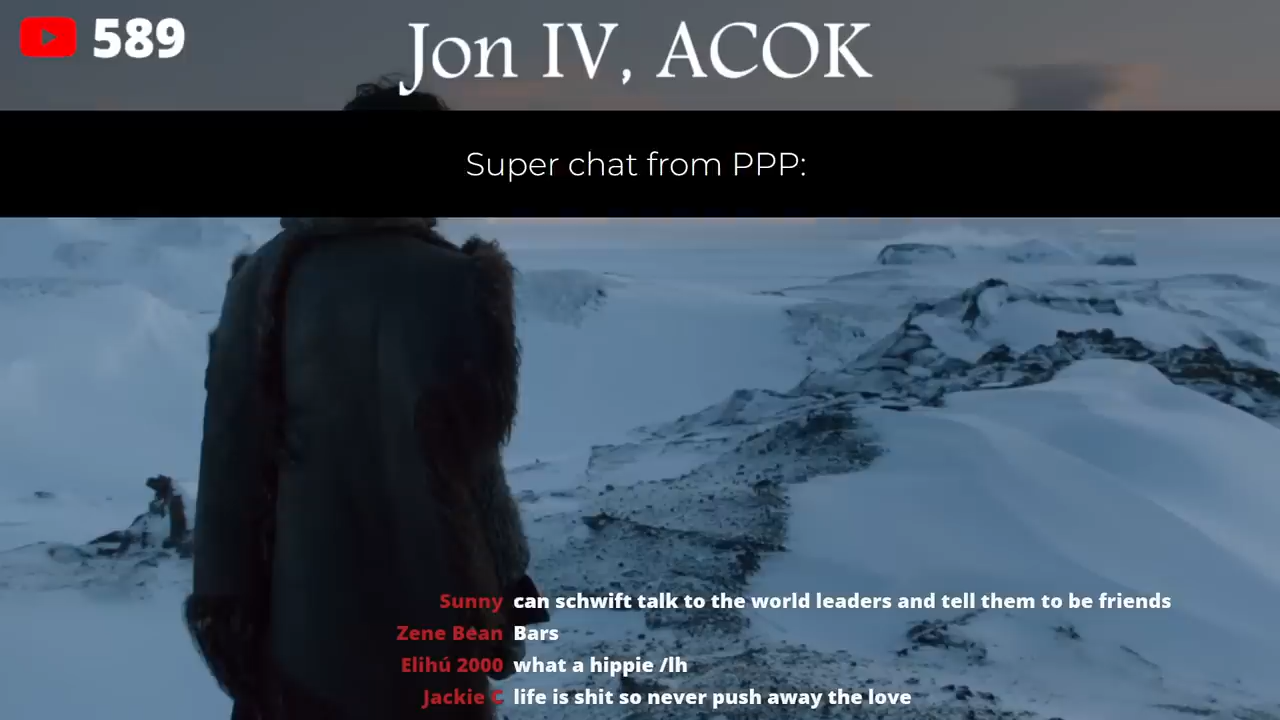 589
Jon IV, ACOK
Super chat from PPP:
Sunny can schwift talk to the world leaders and tell them to be friends
Zene Bean Bars
Elihú 2000 what a hippie /lh
Jackie C life is shit so never push away the love